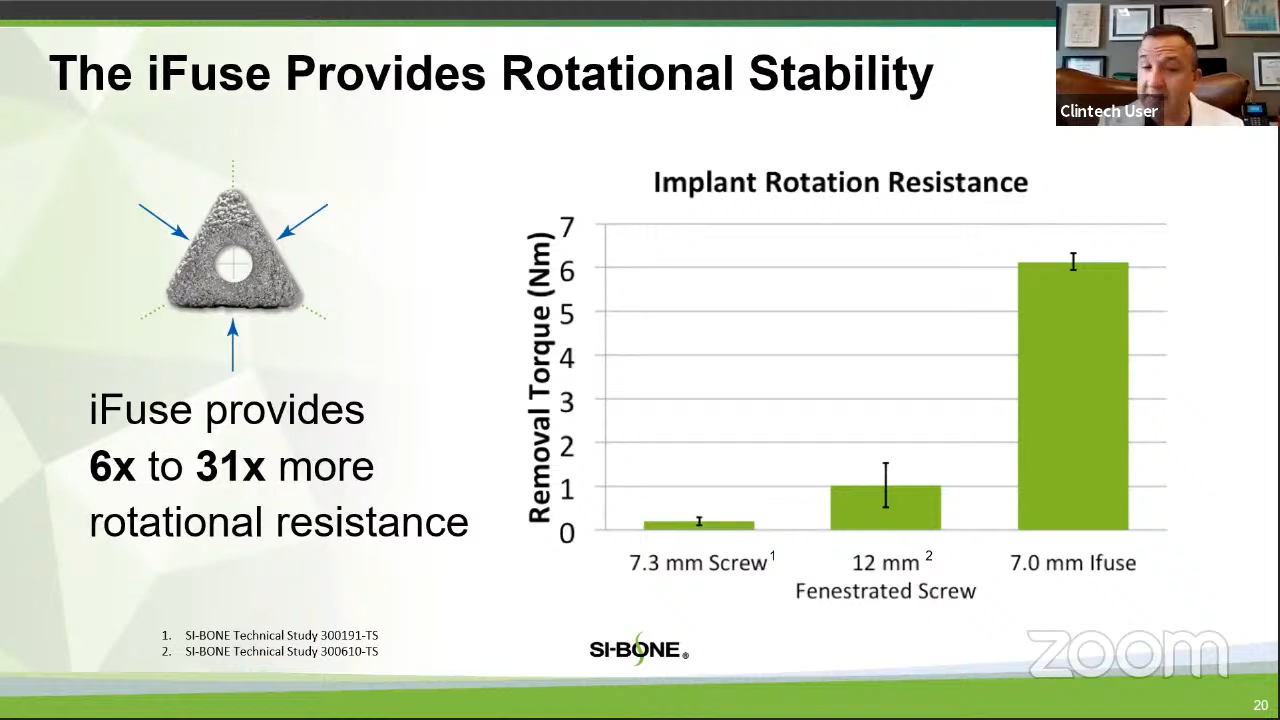 The iFuse Provides Rotational Stability
Clintech User
Implant Rotation Resistance
Removal Torque (Nm)
7
6
5
4
3
2
1
0
7.3 mm Screw¹
12 mm ²
Fenestrated Screw
7.0 mm Ifuse
iFuse provides
6x to 31x more
rotational resistance
1. SI-BONE Technical Study 300191-TS
2. SI-BONE Technical Study 300610-TS
SI-BONE®
zoom
20